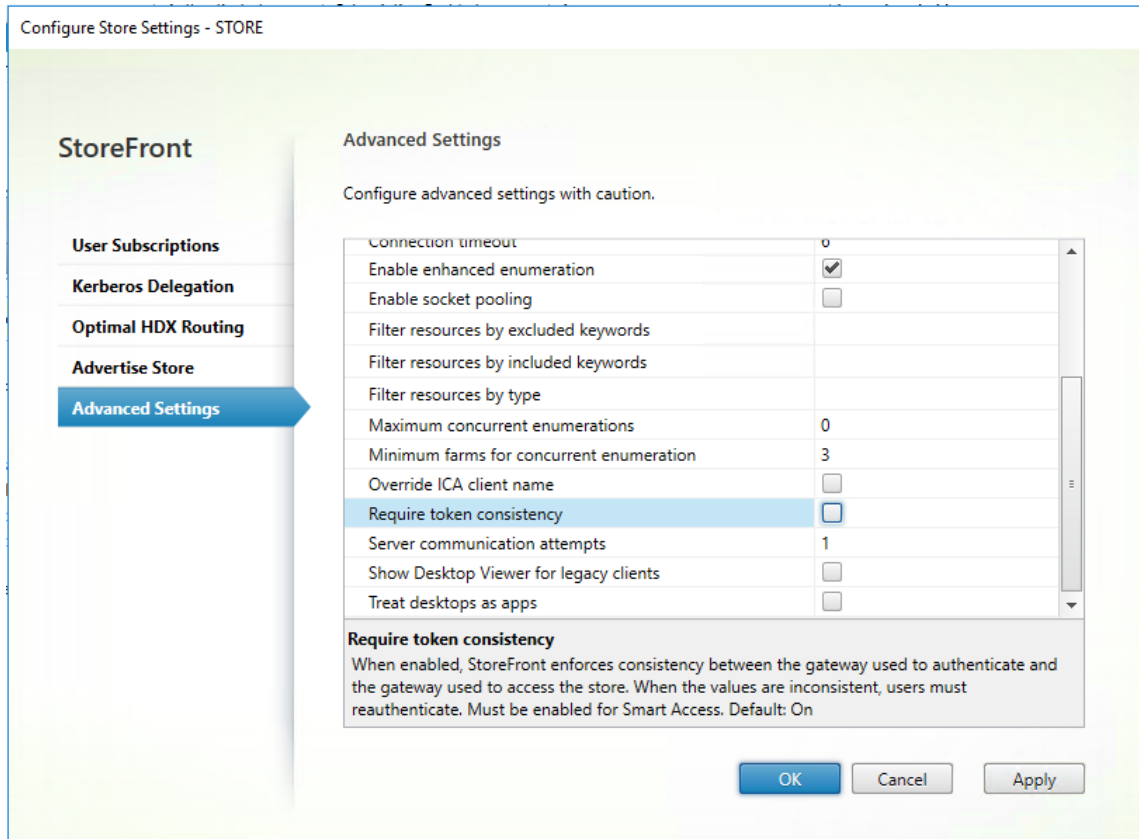 Configure Store Settings - STORE
StoreFront
User Subscriptions
Kerberos Delegation
Optimal HDX Routing
Advertise Store
Advanced Settings
Advanced Settings
Configure advanced settings with caution.
Connection timeout 6
Enable enhanced enumeration
Enable socket pooling
Filter resources by excluded keywords
Filter resources by included keywords
Filter resources by type
Maximum concurrent enumerations 0
Minimum farms for concurrent enumeration 3
Override ICA client name
Require token consistency
Server communication attempts 1
Show Desktop Viewer for legacy clients
Treat desktops as apps
Require token consistency
When enabled, StoreFront enforces consistency between the gateway used to authenticate and
the gateway used to access the store. When the values are inconsistent, users must
reauthenticate. Must be enabled for Smart Access. Default: On
OK Cancel Apply